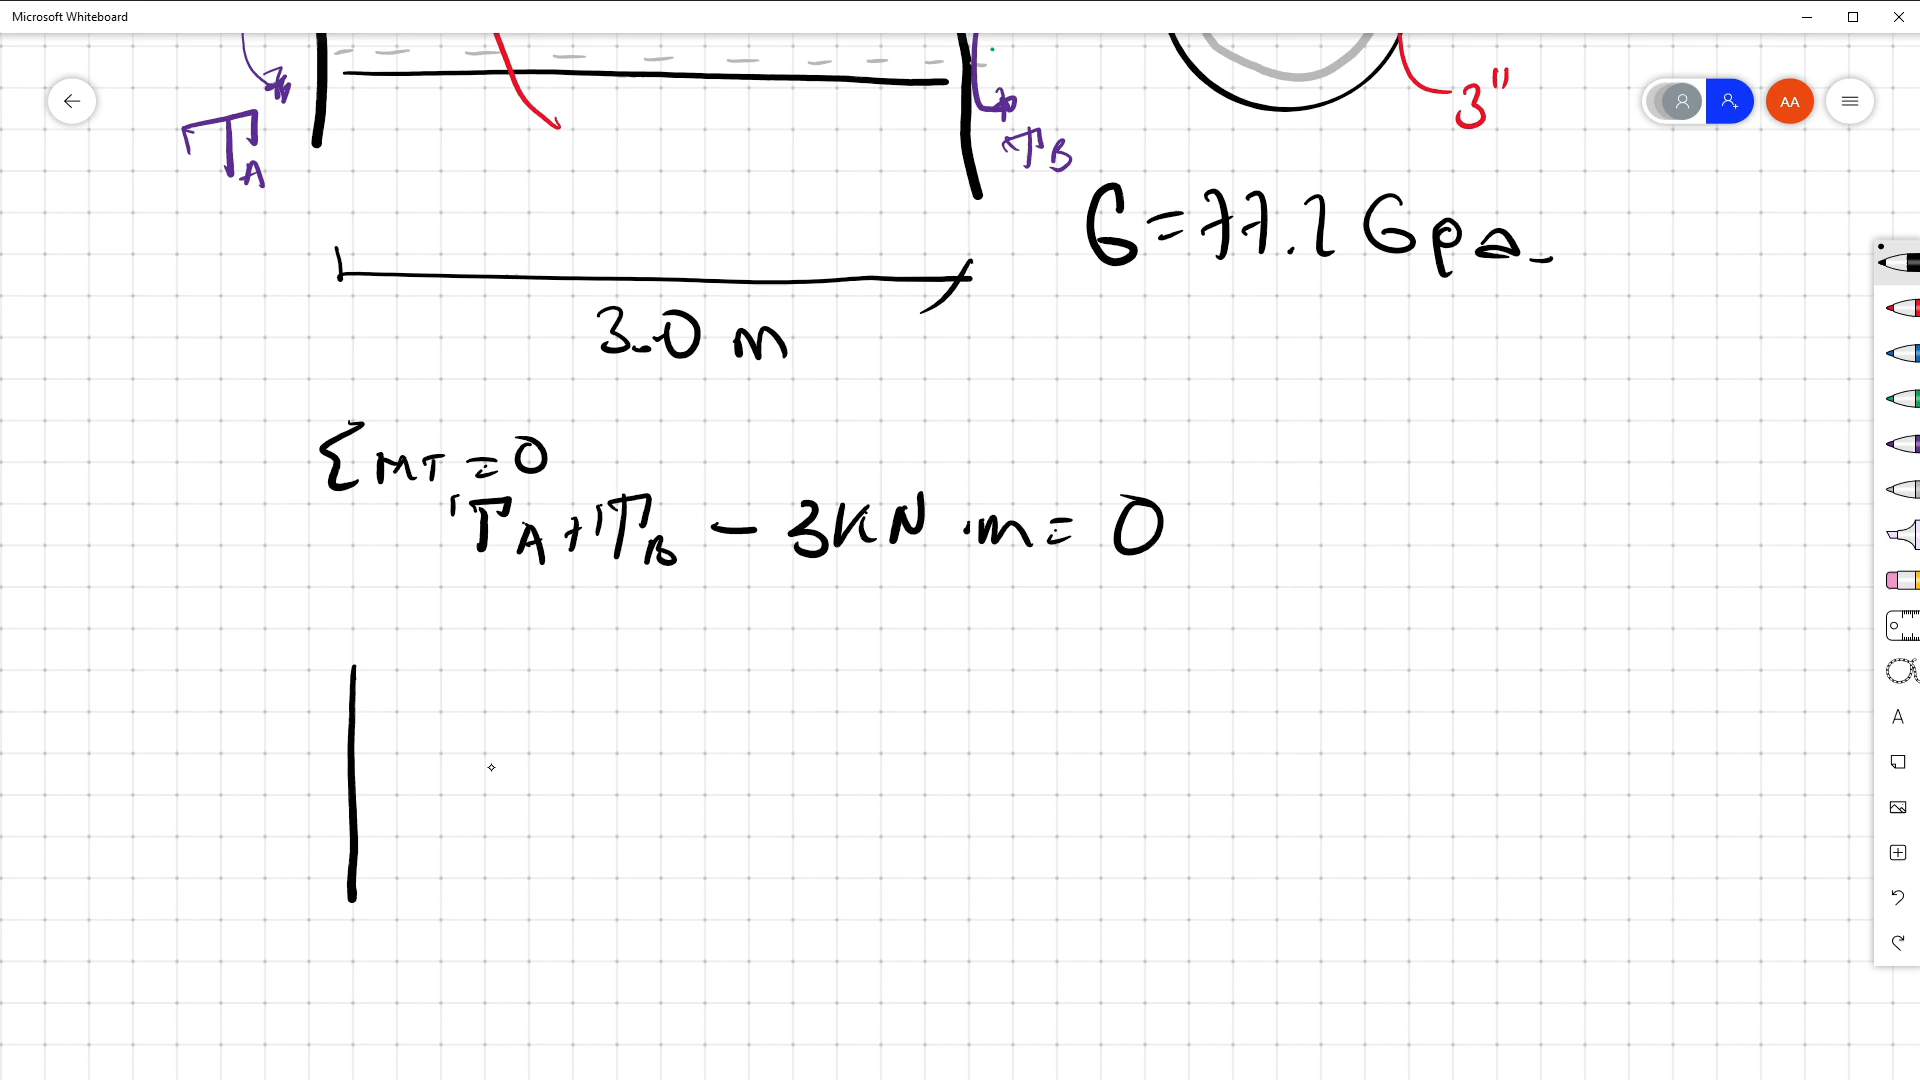 Microsoft Whiteboard
TA
TB
3"
AA
G=77.2 Gpa
3.0 m
ΣMT=0
TA+TB - 3KN·m = 0
A